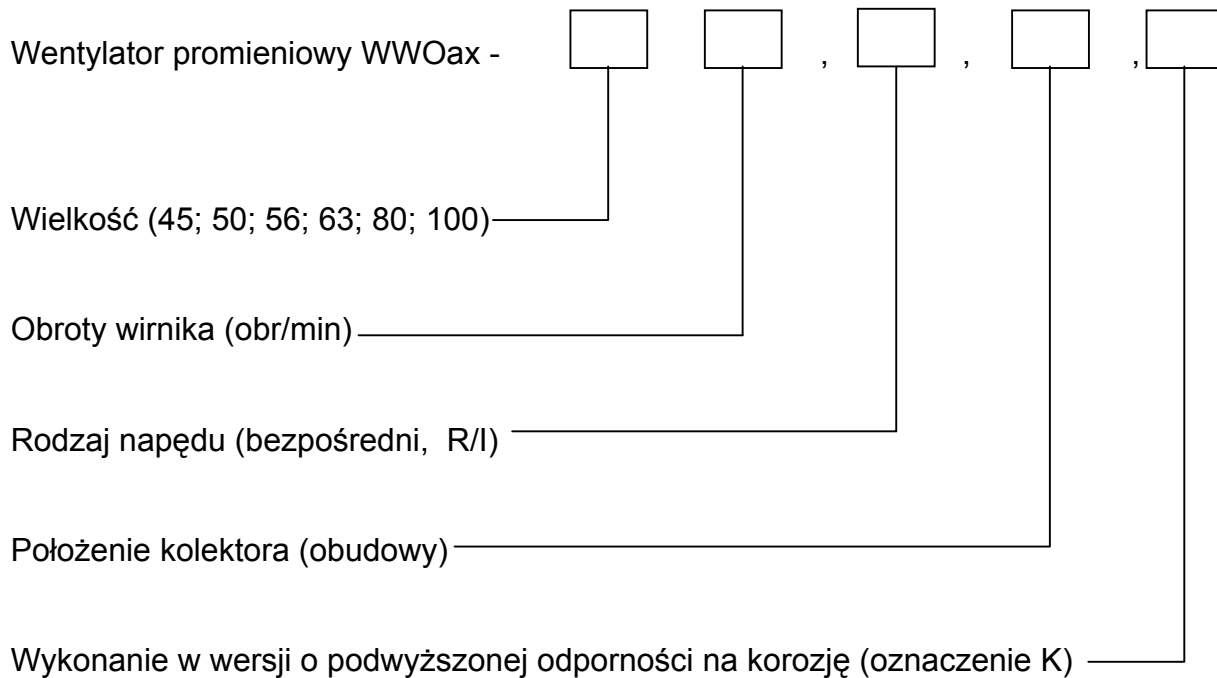 Wentylator promieniowy WWOax - , , ,
Wielkość (45; 50; 56; 63; 80; 100)
Obroty wirnika (obr/min)
Rodzaj napędu (bezpośredni, R/I)
Położenie kolektora (obudowy)
Wykonanie w wersji o podwyższonej odporności na korozję (oznaczenie K)